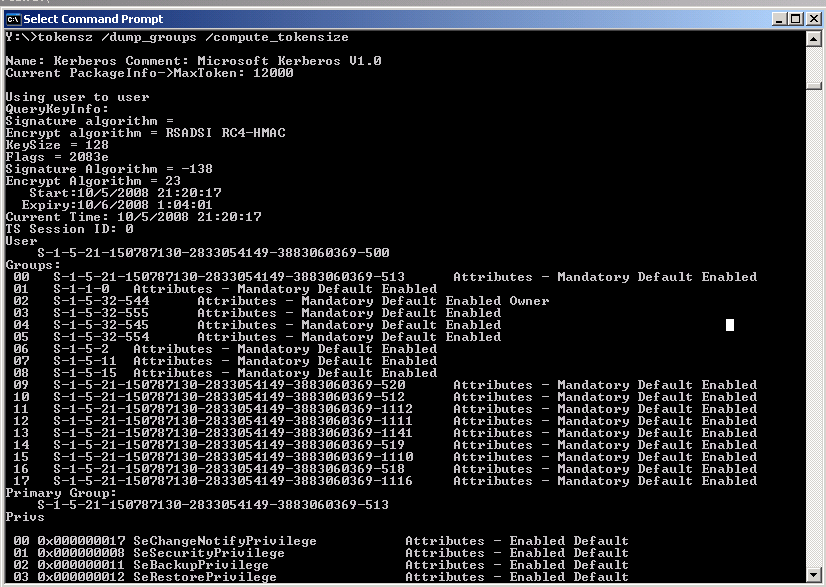 Select Command Prompt
Y:\>tokensz /dump_groups /compute_tokensize
Name: Kerberos Comment: Microsoft Kerberos V1.0
Current PackageInfo->MaxToken: 12000
Using user to user
QueryKeyInfo:
Signature algorithm =
Encrypt algorithm = RSADSI RC4-HMAC
KeySize = 128
Flags = 2083e
Signature Algorithm = -138
Encrypt Algorithm = 23
Start:10/5/2008 21:20:17
Expiry:10/6/2008 1:04:01
Current Time: 10/5/2008 21:20:17
TS Session ID: 0
User
S-1-5-21-150787130-2833054149-3883060369-500
Groups:
00 S-1-5-21-150787130-2833054149-3883060369-513 Attributes - Mandatory Default Enabled
01 S-1-1-0 Attributes - Mandatory Default Enabled
02 S-1-5-32-544 Attributes - Mandatory Default Enabled Owner
03 S-1-5-32-555 Attributes - Mandatory Default Enabled
04 S-1-5-32-545 Attributes - Mandatory Default Enabled
05 S-1-5-32-554 Attributes - Mandatory Default Enabled
06 S-1-5-2 Attributes - Mandatory Default Enabled
07 S-1-5-11 Attributes - Mandatory Default Enabled
08 S-1-5-15 Attributes - Mandatory Default Enabled
09 S-1-5-21-150787130-2833054149-3883060369-520 Attributes - Mandatory Default Enabled
10 S-1-5-21-150787130-2833054149-3883060369-512 Attributes - Mandatory Default Enabled
11 S-1-5-21-150787130-2833054149-3883060369-1112 Attributes - Mandatory Default Enabled
12 S-1-5-21-150787130-2833054149-3883060369-1111 Attributes - Mandatory Default Enabled
13 S-1-5-21-150787130-2833054149-3883060369-1141 Attributes - Mandatory Default Enabled
14 S-1-5-21-150787130-2833054149-3883060369-519 Attributes - Mandatory Default Enabled
15 S-1-5-21-150787130-2833054149-3883060369-1110 Attributes - Mandatory Default Enabled
16 S-1-5-21-150787130-2833054149-3883060369-518 Attributes - Mandatory Default Enabled
17 S-1-5-21-150787130-2833054149-3883060369-1116 Attributes - Mandatory Default Enabled
Primary Group:
S-1-5-21-150787130-2833054149-3883060369-513
Privs
00 0x000000017 SeChangeNotifyPrivilege Attributes - Enabled Default
01 0x000000008 SeSecurityPrivilege Attributes - Enabled Default
02 0x000000011 SeBackupPrivilege Attributes - Enabled Default
03 0x000000012 SeRestorePrivilege Attributes - Enabled Default